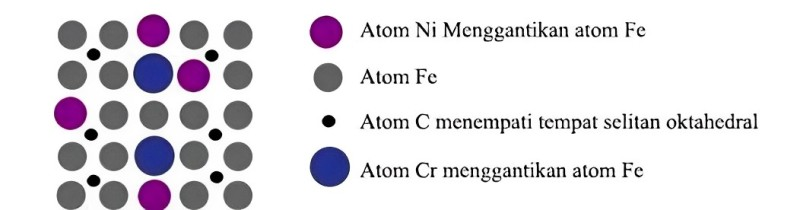 Atom Ni Menggantikan atom Fe
Atom Fe
Atom C menempati tempat selitan oktahedral
Atom Cr menggantikan atom Fe